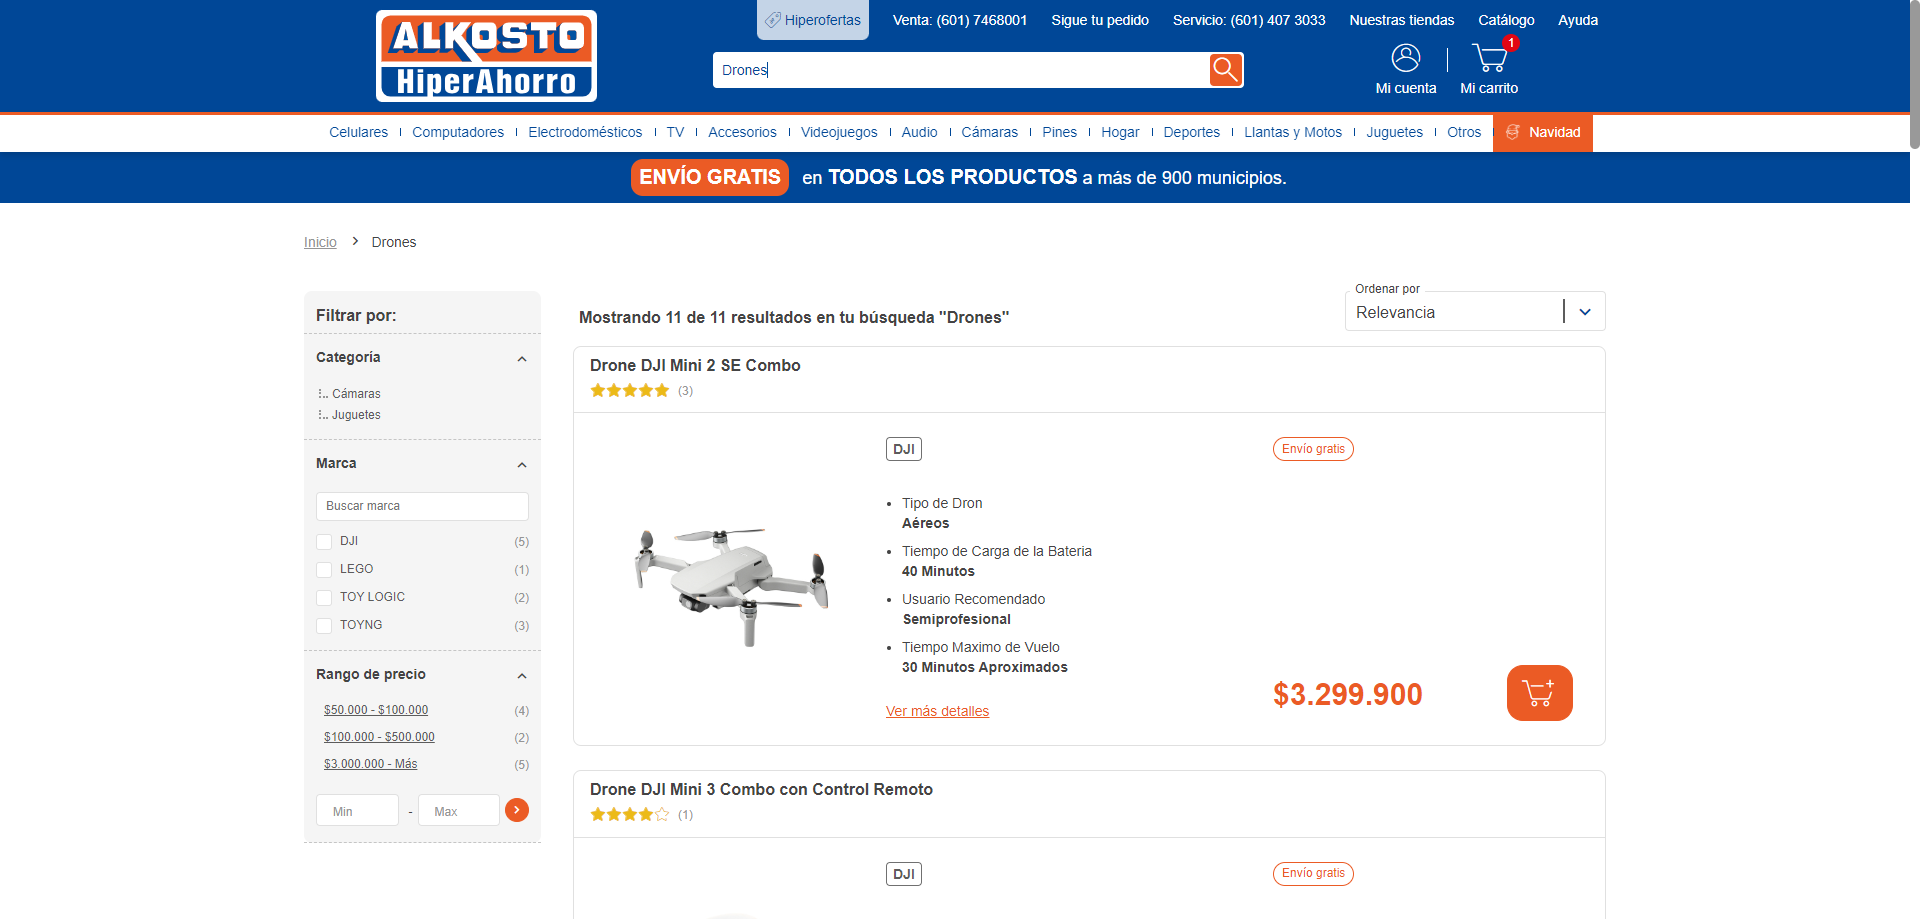 ALKOSTO
HiperAhorro
Hiperofertas
Venta: (601) 7468001
Sigue tu pedido
Servicio: (601) 407 3033
Nuestras tiendas
Catálogo
Ayuda
Drones
1
Mi cuenta
Mi carrito
Celulares
Computadores
Electrodomésticos
TV
Accesorios
Videojuegos
Audio
Cámaras
Pines
Hogar
Deportes
Llantas y Motos
Juguetes
Otros
Navidad
ENVÍO GRATIS en TODOS LOS PRODUCTOS a más de 900 municipios.
Inicio > Drones
Filtrar por:
Categoría
Cámaras
Juguetes
Marca
Buscar marca
DJI (5)
LEGO (1)
TOY LOGIC (2)
TOYNG (3)
Rango de precio
$50.000 - $100.000 (4)
$100.000 - $500.000 (2)
$3.000.000 - Más (5)
Min - Max
Mostrando 11 de 11 resultados en tu búsqueda "Drones"
Ordenar por
Relevancia
Drone DJI Mini 2 SE Combo
(3)
DJI
Envío gratis
Tipo de Dron
Aéreos
Tiempo de Carga de la Bateria
40 Minutos
Usuario Recomendado
Semiprofesional
Tiempo Maximo de Vuelo
30 Minutos Aproximados
Ver más detalles
$3.299.900
Drone DJI Mini 3 Combo con Control Remoto
(1)
DJI
Envío gratis